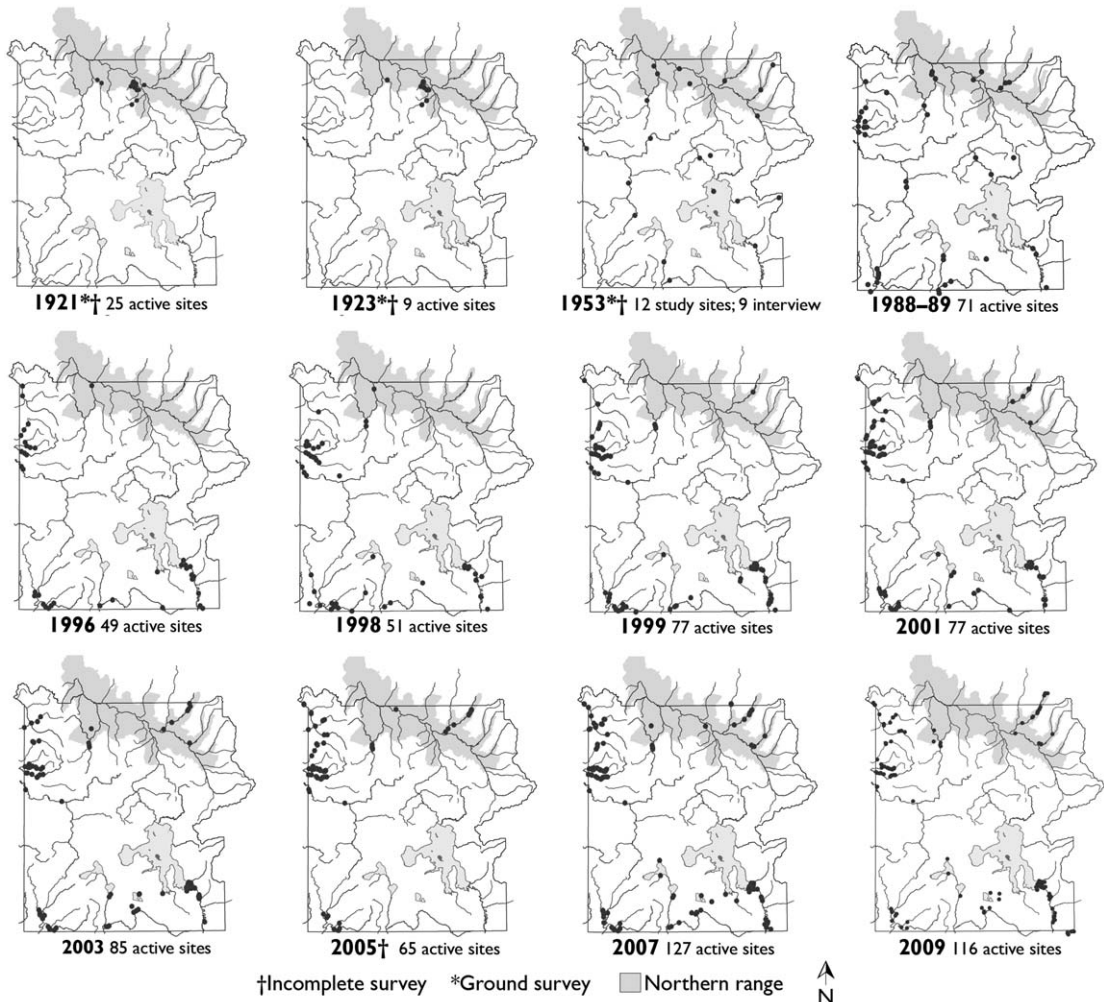 1921*† 25 active sites
1923*† 9 active sites
1953*† 12 study sites; 9 interview
1988–89 71 active sites
1996 49 active sites
1998 51 active sites
1999 77 active sites
2001 77 active sites
2003 85 active sites
2005† 65 active sites
2007 127 active sites
2009 116 active sites
†Incomplete survey *Ground survey Northern range
N